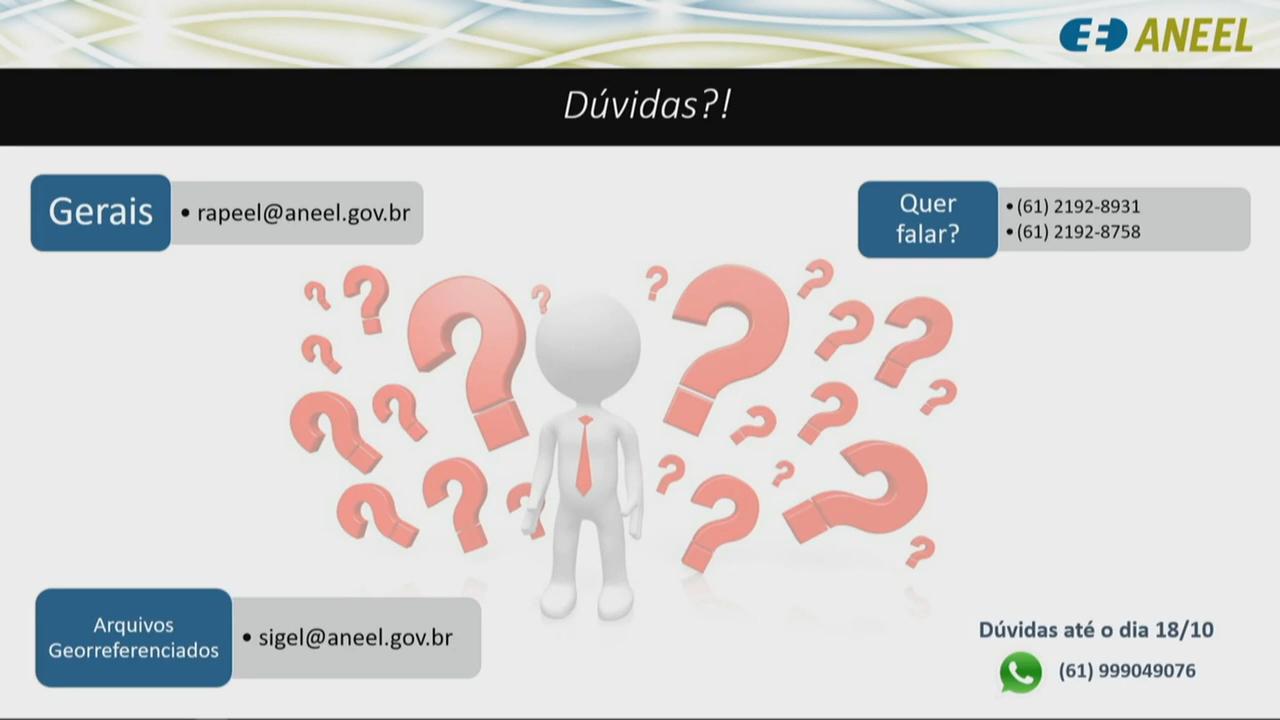 ANEEL
Dúvidas?!
Gerais
• rapeel@aneel.gov.br
Quer
falar?
• (61) 2192-8931
• (61) 2192-8758
Arquivos
Georreferenciados
• sigel@aneel.gov.br
Dúvidas até o dia 18/10
(61) 999049076